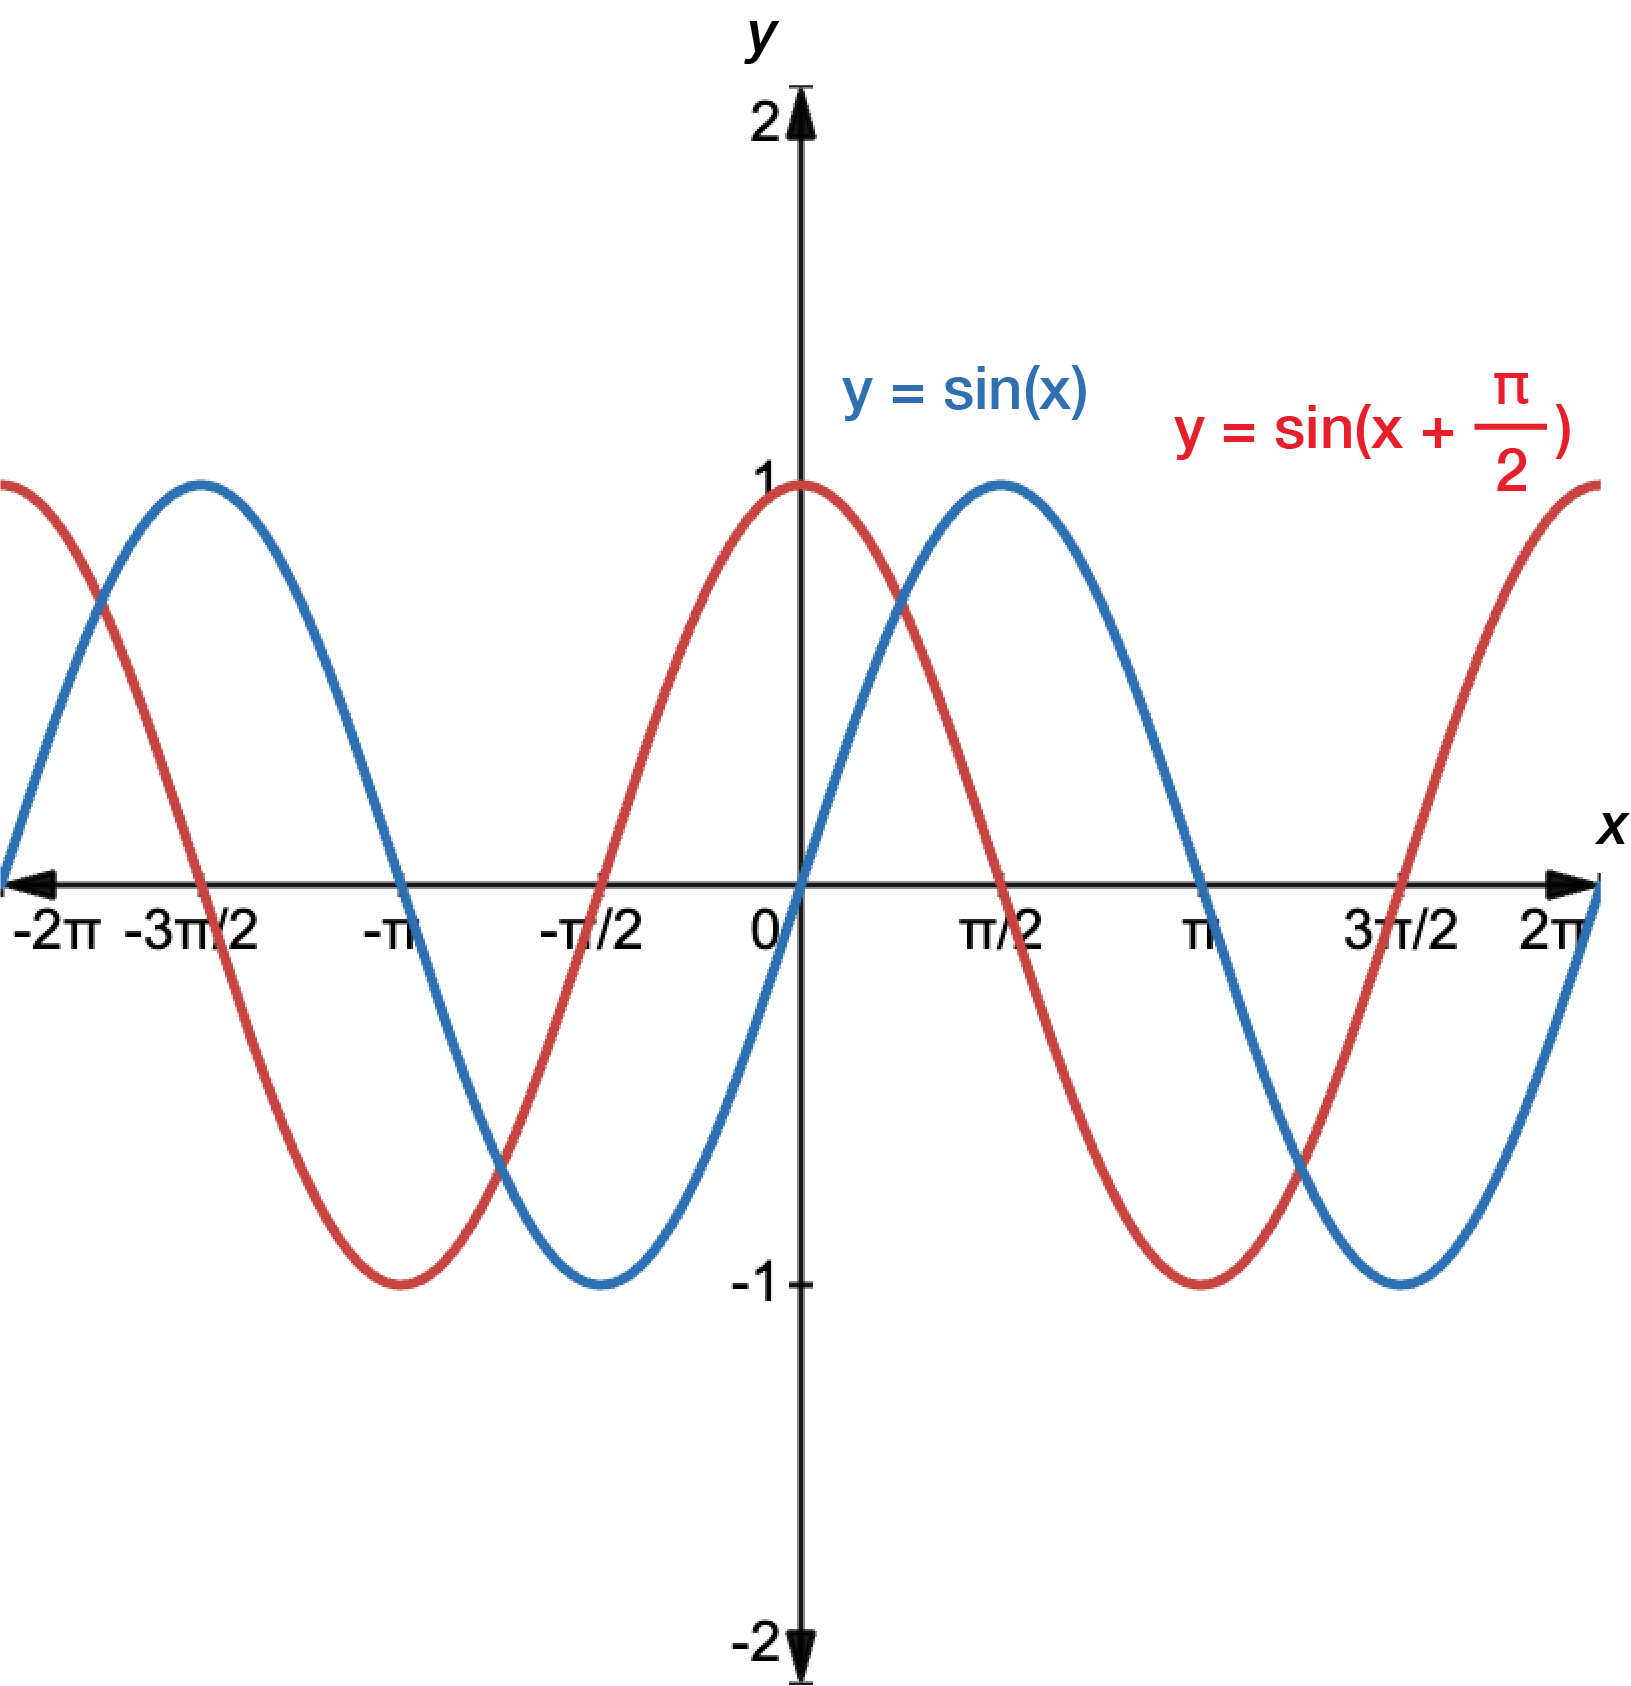 y
2
y = sin(x)
y = sin(x + π/2)
1
x
-2π -3π/2 -π -π/2 0 π/2 π 3π/2 2π
-1
-2